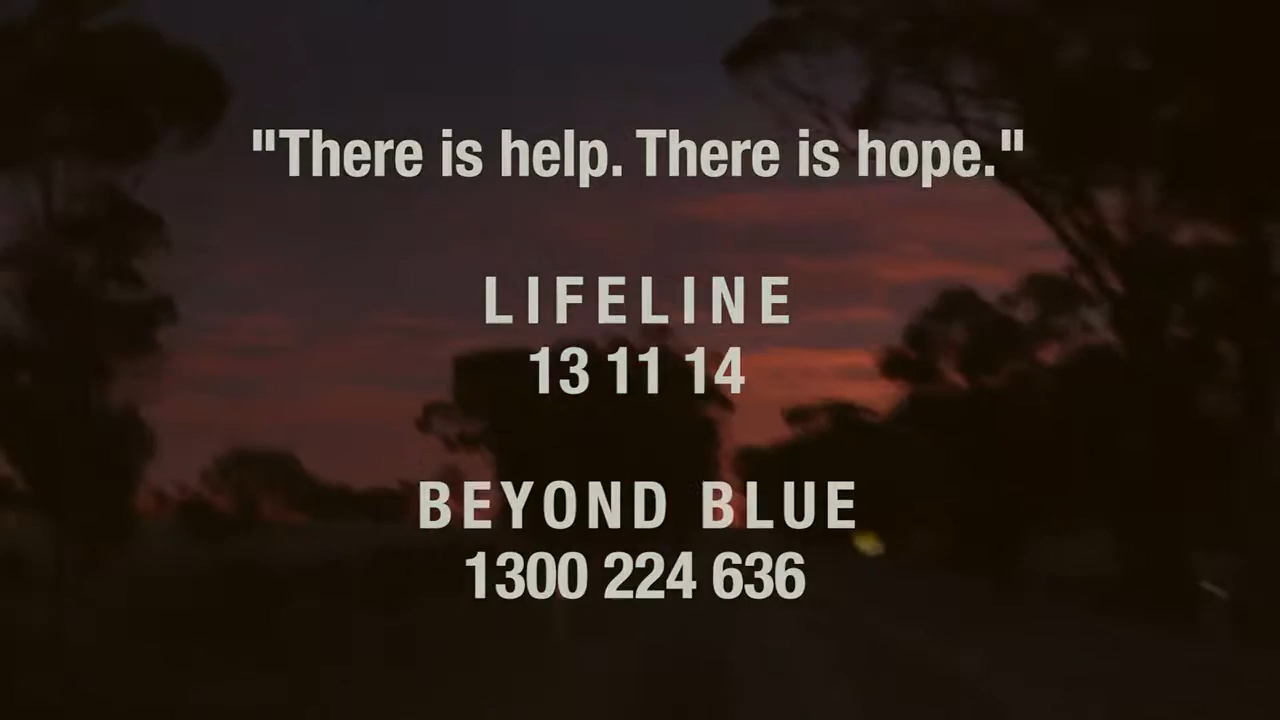 "There is help. There is hope."
LIFELINE
13 11 14
BEYOND BLUE
1300 224 636